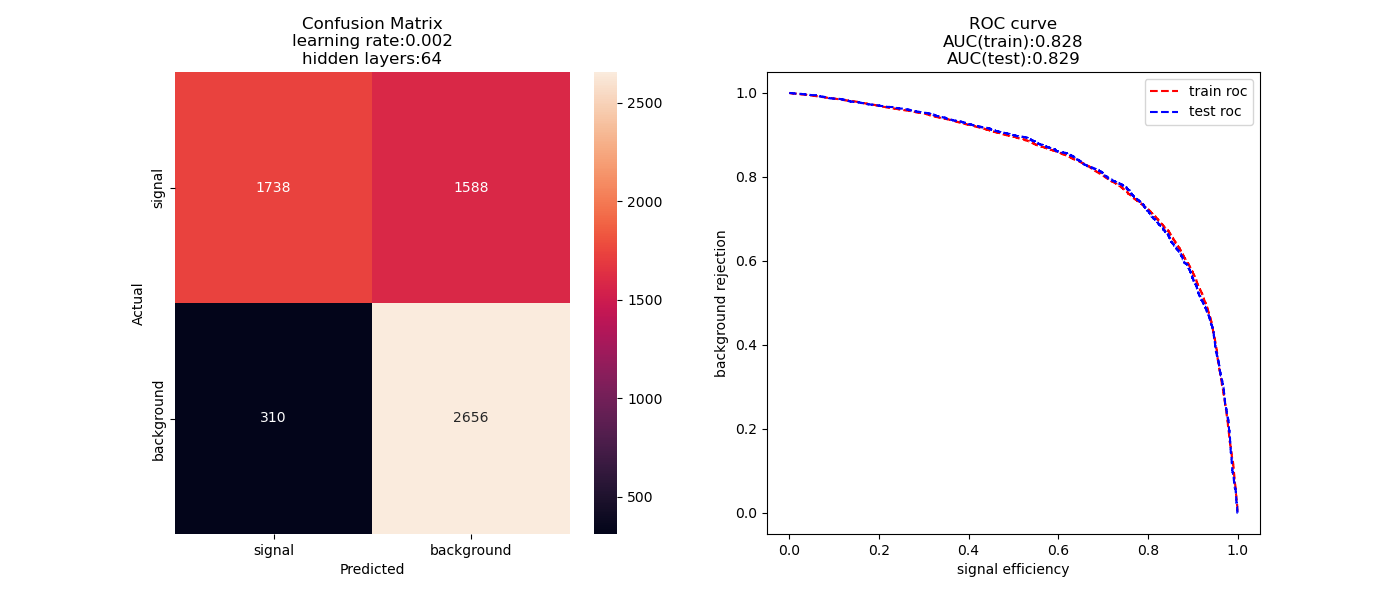 Confusion Matrix
learning rate:0.002
hidden layers:64
signal
background
Actual
1738
1588
310
2656
signal
background
Predicted
2500
2000
1500
1000
500
ROC curve
AUC(train):0.828
AUC(test):0.829
train roc
test roc
1.0
0.8
0.6
0.4
0.2
0.0
background rejection
0.0
0.2
0.4
0.6
0.8
1.0
signal efficiency